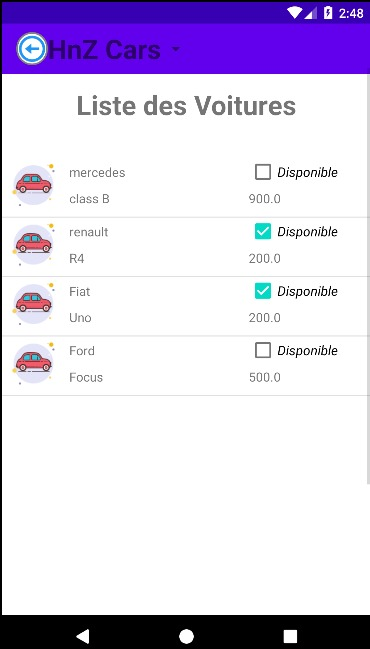 2:48
HnZ Cars
Liste des Voitures
mercedes Disponible
class B 900.0
renault Disponible
R4 200.0
Fiat Disponible
Uno 200.0
Ford Disponible
Focus 500.0